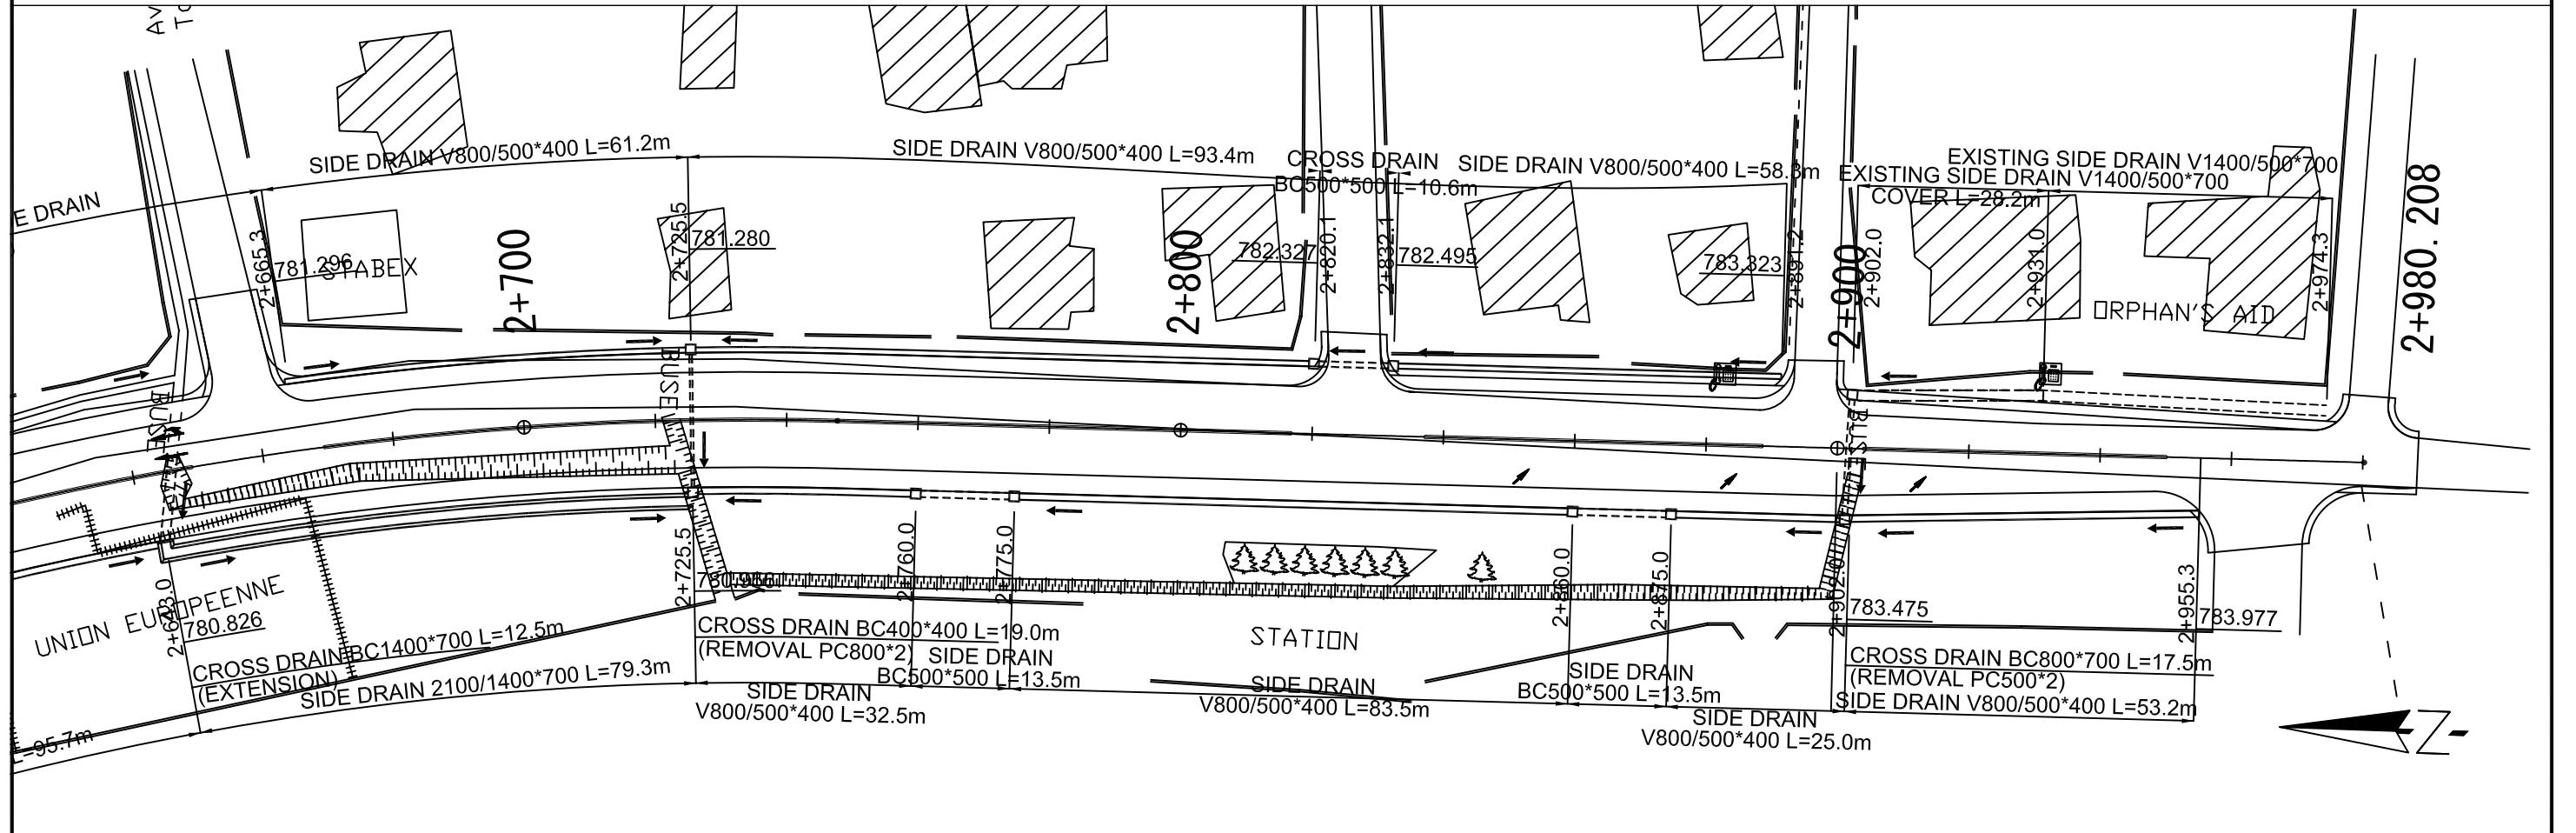 SIDE DRAIN V800/500*400 L=61.2m
SIDE DRAIN V800/500*400 L=93.4m
CROSS DRAIN
BC500*500 L=10.6m
SIDE DRAIN V800/500*400 L=58.3m
EXISTING SIDE DRAIN V1400/500*700
EXISTING SIDE DRAIN V1400/500*700
COVER L=28.2m
E DRAIN
2+665.3
781.296
STABEX
2+700
2+725.5
781.280
2+800
782.327
2+820.1
2+832.1
782.495
783.323
2+891.2
2+900
2+902.0
2+931.0
ORPHAN'S AID
2+974.3
2+980. 208
BUSE
BUSE
BUSE
UNION EUROPEENNE
2+643.0
780.826
CROSS DRAIN BC1400*700 L=12.5m
(EXTENSION)
SIDE DRAIN 2100/1400*700 L=79.3m
L=95.7m
2+725.5
780.966
2+760.0
2+775.0
CROSS DRAIN BC400*400 L=19.0m
(REMOVAL PC800*2)
SIDE DRAIN
BC500*500 L=13.5m
SIDE DRAIN
V800/500*400 L=32.5m
STATION
SIDE DRAIN
V800/500*400 L=83.5m
2+860.0
2+875.0
SIDE DRAIN
BC500*500 L=13.5m
SIDE DRAIN
V800/500*400 L=25.0m
2+902.0
783.475
2+955.3
783.977
CROSS DRAIN BC800*700 L=17.5m
(REMOVAL PC500*2)
SIDE DRAIN V800/500*400 L=53.2m
N